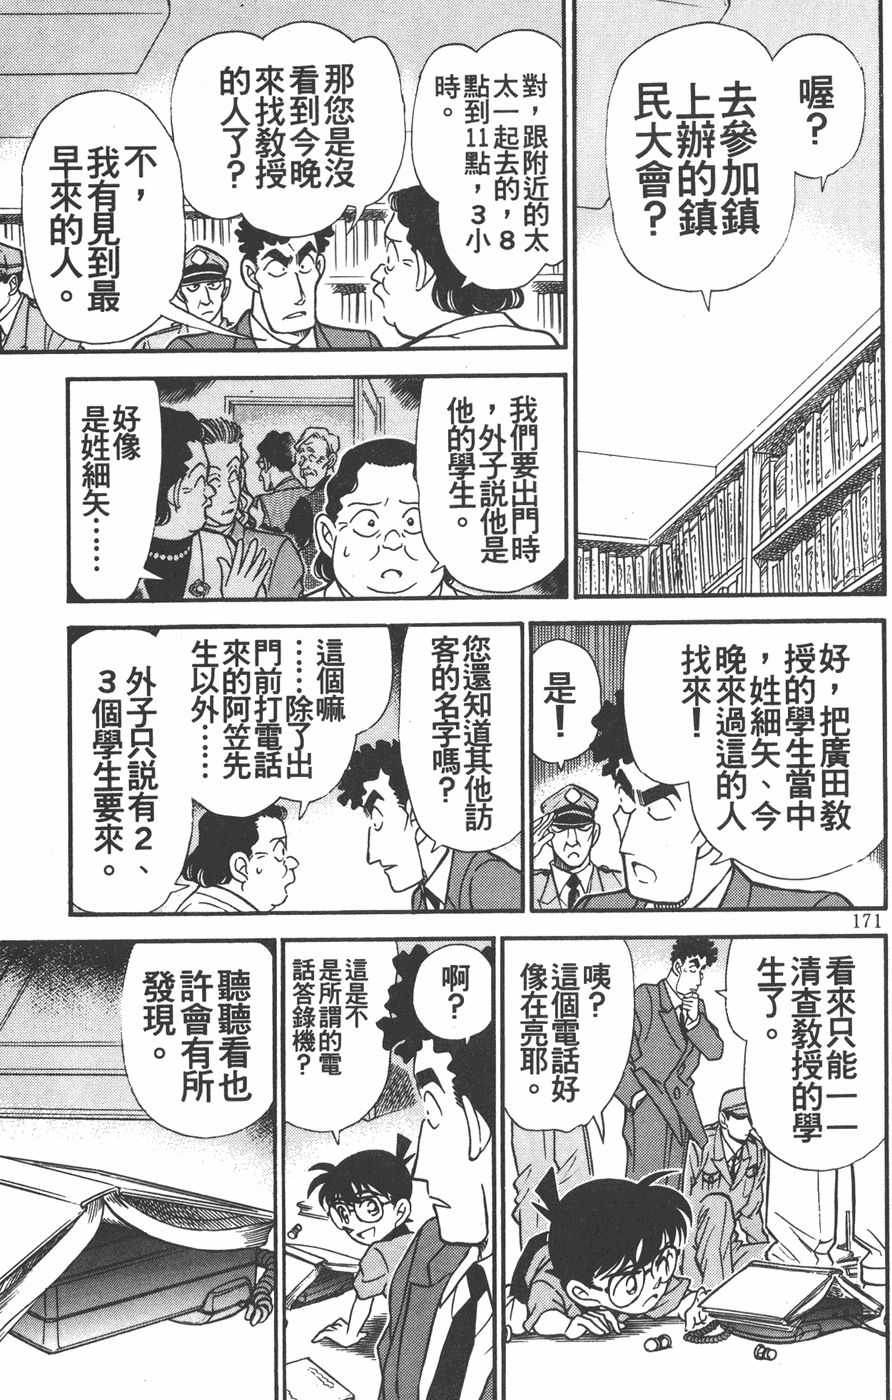 喔？
去參加鎮
上辦的鎮
民大會？
對，跟附近的太
太一起去的，8
點到11點，3小
時。
那您是沒
看到今晚
來找教授
的人了？
不，
我有見到最
早來的人。
我們要出門時
，外子說他是
他的學生。
好像
是姓細矢……
好，把廣田教
授的學生當中
，姓細矢、今
晚來過這的人
找來！
是！
您還知道其他訪
客的名字嗎？
這個嘛
……除了出
門前打電話
來的阿笠先
生以外……
外子只說有2、
3個學生要來。
171
看來只能一一
清查教授的學
生了。
咦？
這個電話好
像在亮耶。
啊？
這是不
是所謂的電
話答錄機？
聽聽看也
許會有所
發現。